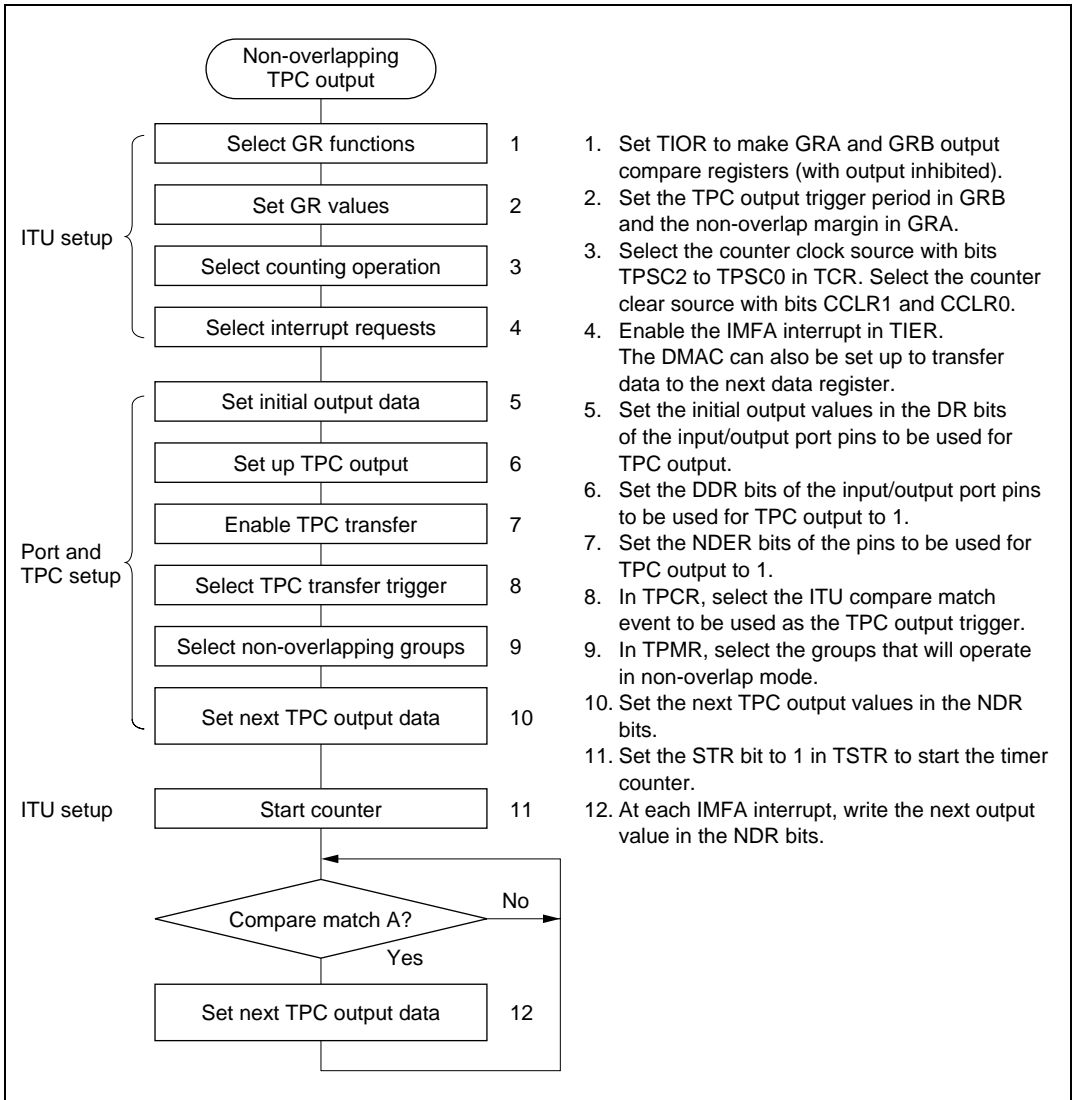 Non-overlapping
TPC output
ITU setup
Select GR functions 1
Set GR values 2
Select counting operation 3
Select interrupt requests 4
Port and
TPC setup
Set initial output data 5
Set up TPC output 6
Enable TPC transfer 7
Select TPC transfer trigger 8
Select non-overlapping groups 9
Set next TPC output data 10
ITU setup
Start counter 11
Compare match A?
No
Yes
Set next TPC output data 12
1. Set TIOR to make GRA and GRB output
compare registers (with output inhibited).
2. Set the TPC output trigger period in GRB
and the non-overlap margin in GRA.
3. Select the counter clock source with bits
TPSC2 to TPSC0 in TCR. Select the counter
clear source with bits CCLR1 and CCLR0.
4. Enable the IMFA interrupt in TIER.
The DMAC can also be set up to transfer
data to the next data register.
5. Set the initial output values in the DR bits
of the input/output port pins to be used for
TPC output.
6. Set the DDR bits of the input/output port pins
to be used for TPC output to 1.
7. Set the NDER bits of the pins to be used for
TPC output to 1.
8. In TPCR, select the ITU compare match
event to be used as the TPC output trigger.
9. In TPMR, select the groups that will operate
in non-overlap mode.
10. Set the next TPC output values in the NDR
bits.
11. Set the STR bit to 1 in TSTR to start the timer
counter.
12. At each IMFA interrupt, write the next output
value in the NDR bits.